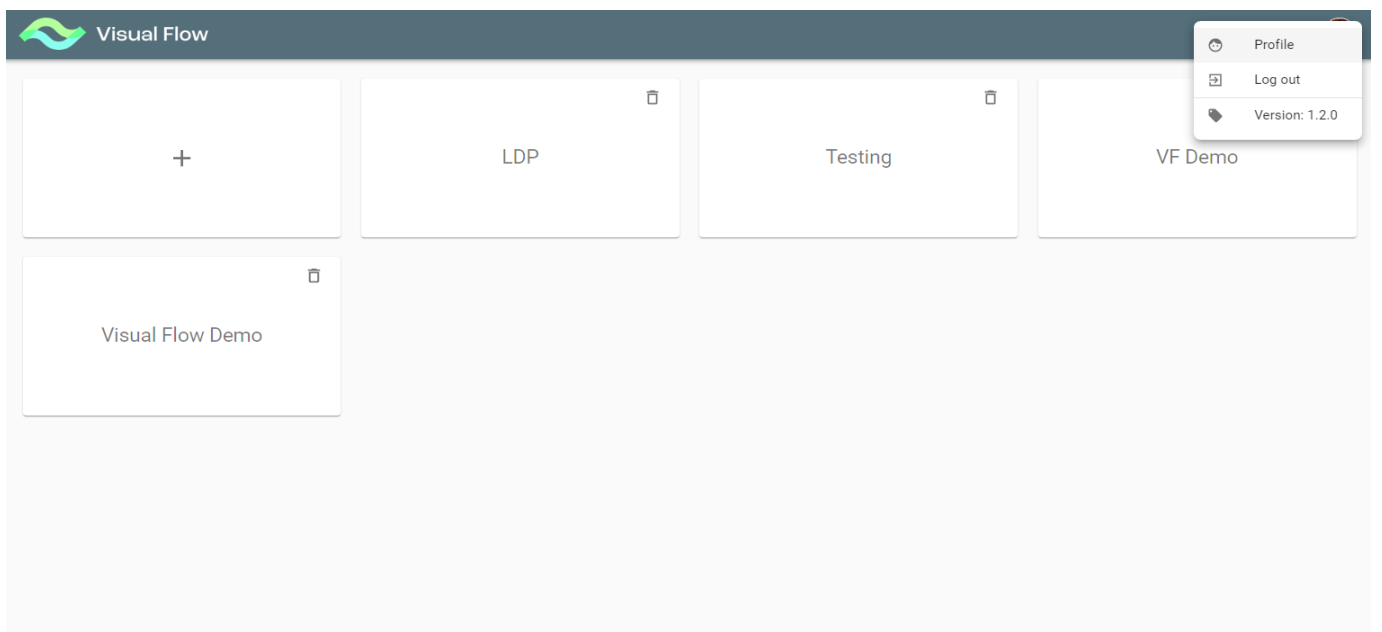 Visual Flow
Profile
Log out
Version: 1.2.0
LDP
Testing
VF Demo
Visual Flow Demo